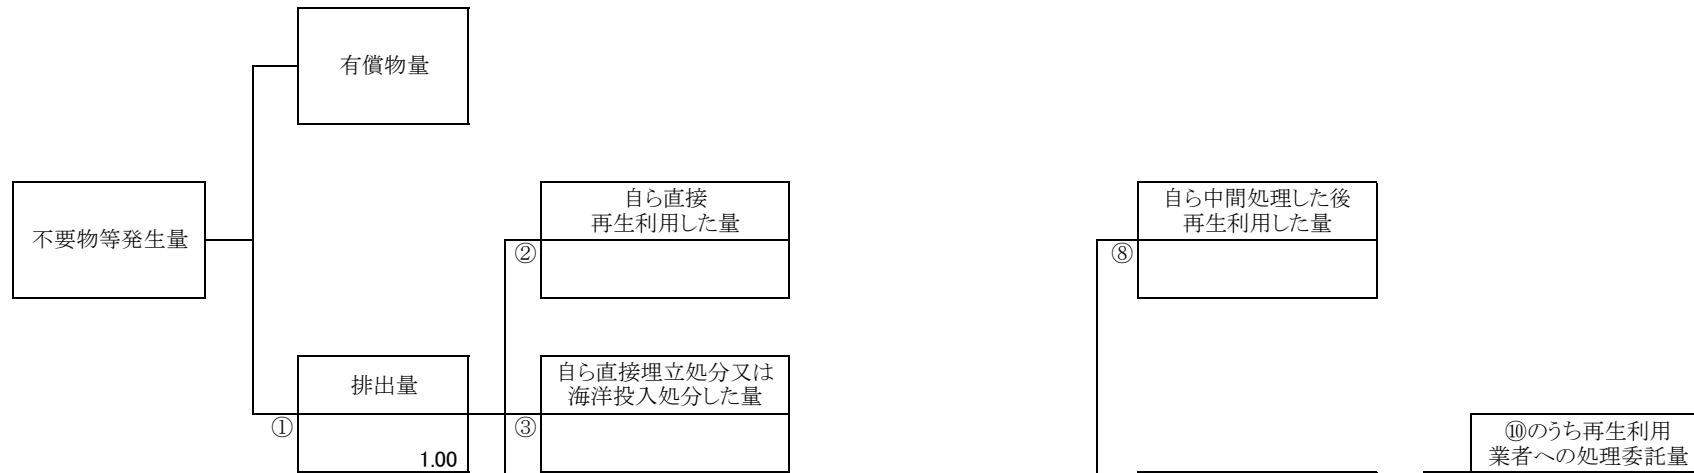 有償物量
不要物等発生量
自ら直接
再生利用した量
②
自ら中間処理した後
再生利用した量
⑧
排出量
①
1.00
自ら直接埋立処分又は
海洋投入処分した量
③
⑩のうち再生利用
業者への処理委託量